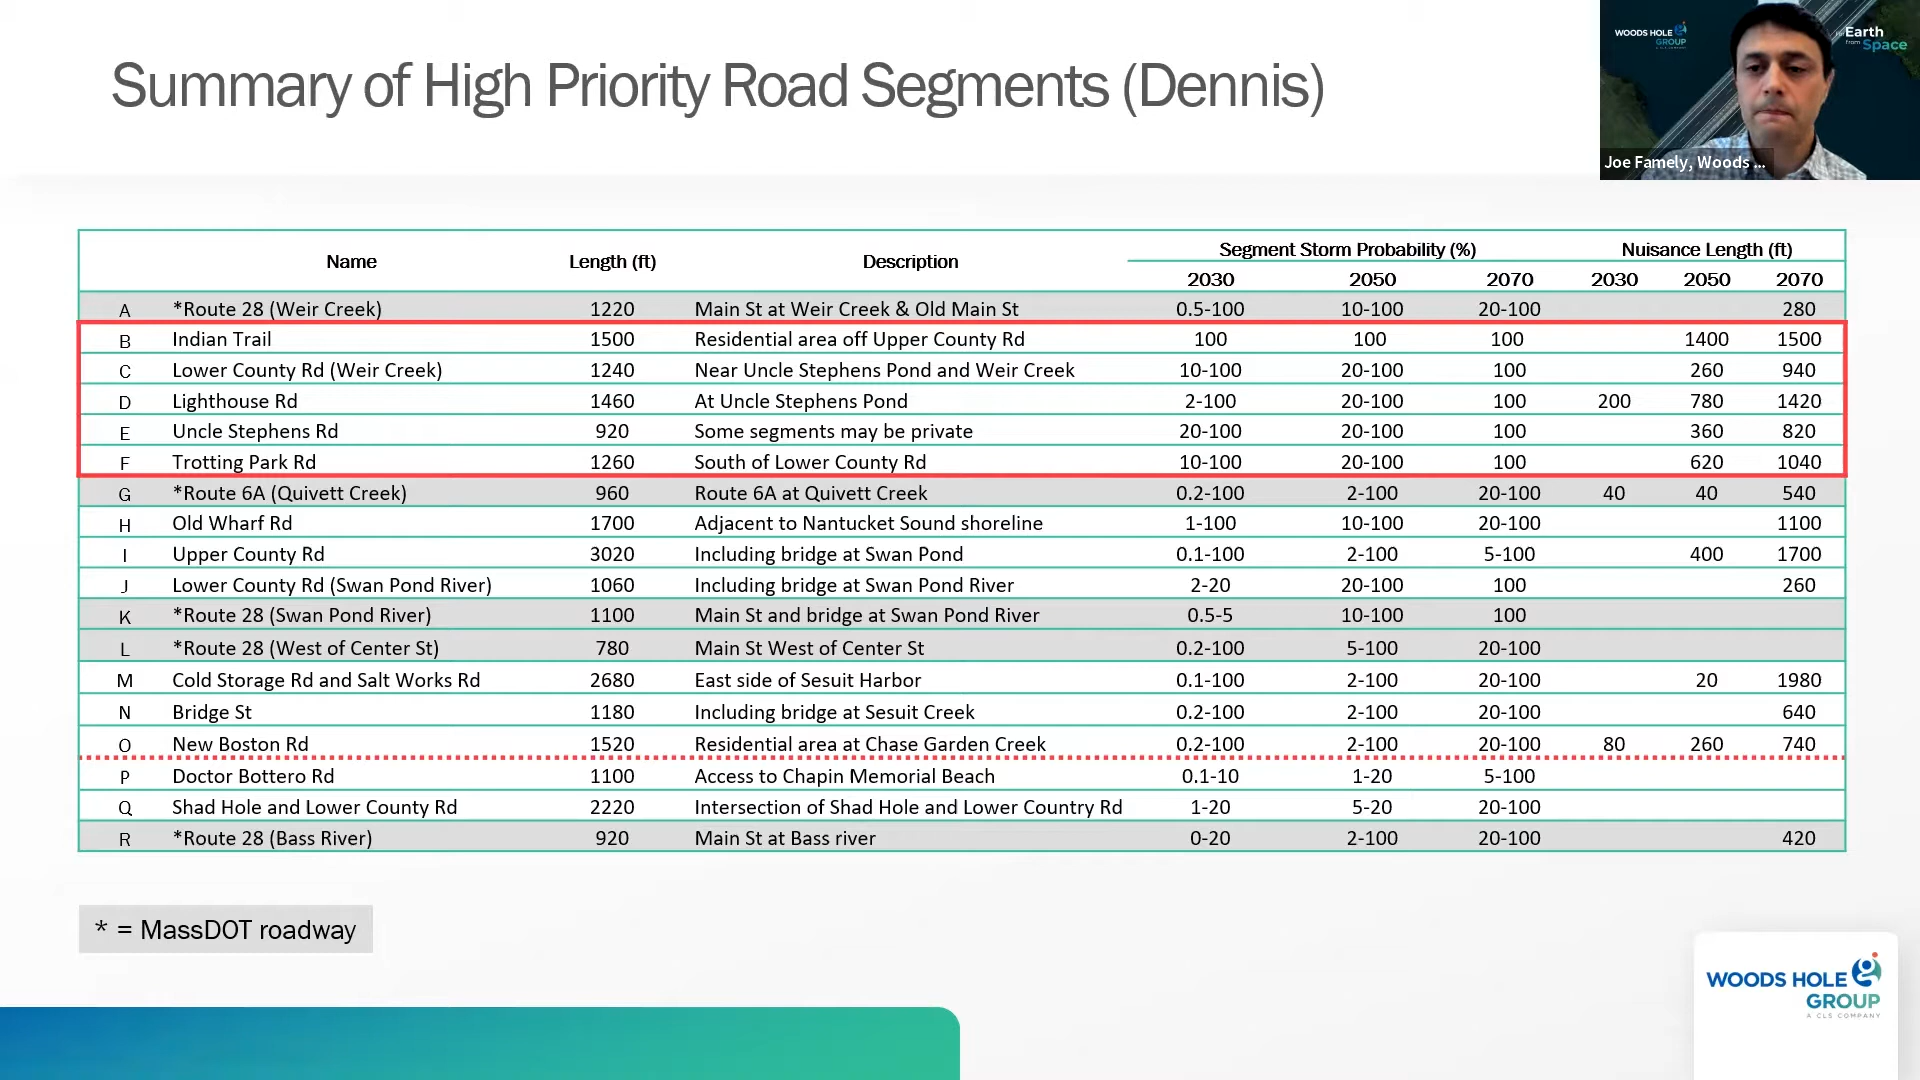 Summary of High Priority Road Segments (Dennis)
WOODS HOLE
GROUP
Earth
from Space
Joe Famely, Woods ...
Name Length (ft) Description Segment Storm Probability (%) Nuisance Length (ft)
2030 2050 2070 2030 2050 2070
A *Route 28 (Weir Creek) 1220 Main St at Weir Creek & Old Main St 0.5-100 10-100 20-100 280
B Indian Trail 1500 Residential area off Upper County Rd 100 100 100 1400 1500
C Lower County Rd (Weir Creek) 1240 Near Uncle Stephens Pond and Weir Creek 10-100 20-100 100 260 940
D Lighthouse Rd 1460 At Uncle Stephens Pond 2-100 20-100 100 200 780 1420
E Uncle Stephens Rd 920 Some segments may be private 20-100 20-100 100 360 820
F Trotting Park Rd 1260 South of Lower County Rd 10-100 20-100 100 620 1040
G *Route 6A (Quivett Creek) 960 Route 6A at Quivett Creek 0.2-100 2-100 20-100 40 40 540
H Old Wharf Rd 1700 Adjacent to Nantucket Sound shoreline 1-100 10-100 20-100 1100
I Upper County Rd 3020 Including bridge at Swan Pond 0.1-100 2-100 5-100 400 1700
J Lower County Rd (Swan Pond River) 1060 Including bridge at Swan Pond River 2-20 20-100 100 260
K *Route 28 (Swan Pond River) 1100 Main St and bridge at Swan Pond River 0.5-5 10-100 100
L *Route 28 (West of Center St) 780 Main St West of Center St 0.2-100 5-100 20-100
M Cold Storage Rd and Salt Works Rd 2680 East side of Sesuit Harbor 0.1-100 2-100 20-100 20 1980
N Bridge St 1180 Including bridge at Sesuit Creek 0.2-100 2-100 20-100 640
O New Boston Rd 1520 Residential area at Chase Garden Creek 0.2-100 2-100 20-100 80 260 740
P Doctor Bottero Rd 1100 Access to Chapin Memorial Beach 0.1-10 1-20 5-100
Q Shad Hole and Lower County Rd 2220 Intersection of Shad Hole and Lower Country Rd 1-20 5-20 20-100
R *Route 28 (Bass River) 920 Main St at Bass river 0-20 2-100 20-100 420
* = MassDOT roadway
WOODS HOLE
GROUP
A CLS COMPANY